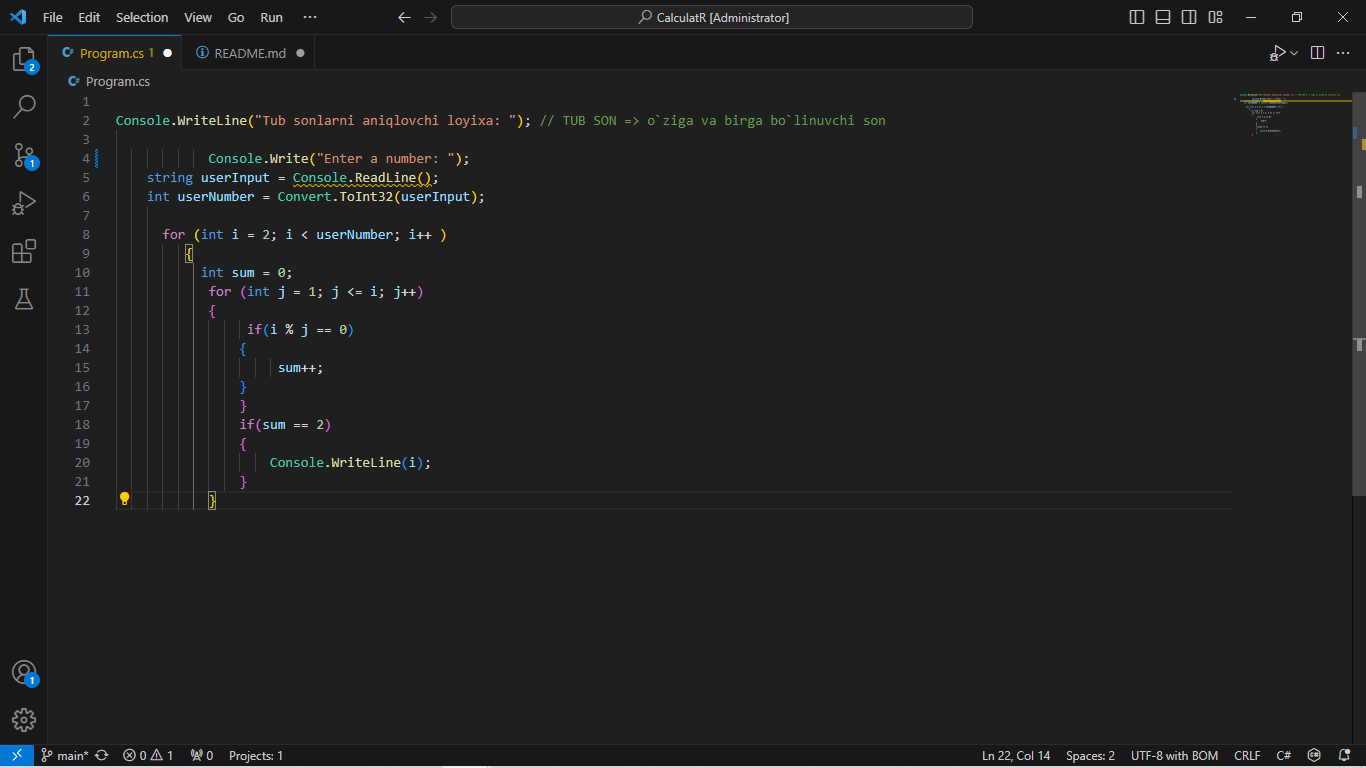 File Edit Selection View Go Run ···
CalculatR [Administrator]
2
1
1
C# Program.cs 1
README.md
C# Program.cs
1
2 Console.WriteLine("Tub sonlarni aniqlovchi loyixa: "); // TUB SON => o`ziga va birga bo`linuvchi son
3
4 Console.Write("Enter a number: ");
5 string userInput = Console.ReadLine();
6 int userNumber = Convert.ToInt32(userInput);
7
8 for (int i = 2; i < userNumber; i++ )
9 {
10 int sum = 0;
11 for (int j = 1; j <= i; j++)
12 {
13 if(i % j == 0)
14 {
15 sum++;
16 }
17 }
18 if(sum == 2)
19 {
20 Console.WriteLine(i);
21 }
22 }
main* 0 1 0 Projects: 1 Ln 22, Col 14 Spaces: 2 UTF-8 with BOM CRLF C#